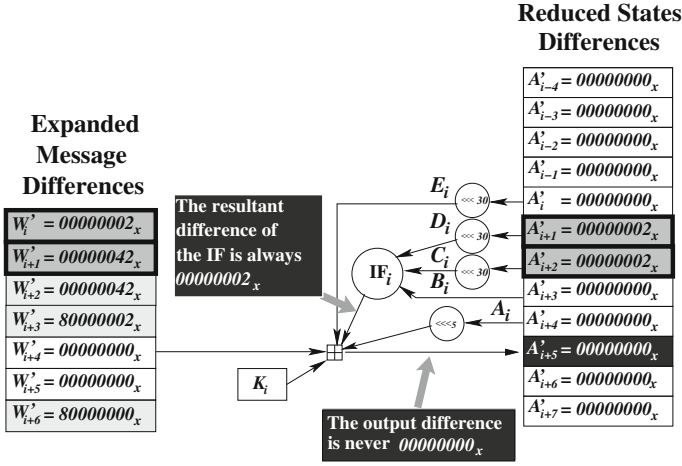 Reduced States
Differences
Expanded
Message
Differences
W'i = 00000002x
W'i+1 = 00000042x
W'i+2 = 00000042x
W'i+3 = 80000002x
W'i+4 = 00000000x
W'i+5 = 00000000x
W'i+6 = 80000000x
The resultant
difference of
the IF is always
00000002 x
Ei
<<< 30
Di
<<< 30
Ci
<<< 30
Bi
IFi
Ai
<<<5
Ki
The output difference
is never 00000000x
A'i−4 = 00000000x
A'i−3 = 00000000x
A'i−2 = 00000000x
A'i−1 = 00000000x
A'i = 00000000x
A'i+1 = 00000002x
A'i+2 = 00000002x
A'i+3 = 00000000x
A'i+4 = 00000000x
A'i+5 = 00000000x
A'i+6 = 00000000x
A'i+7 = 00000000x